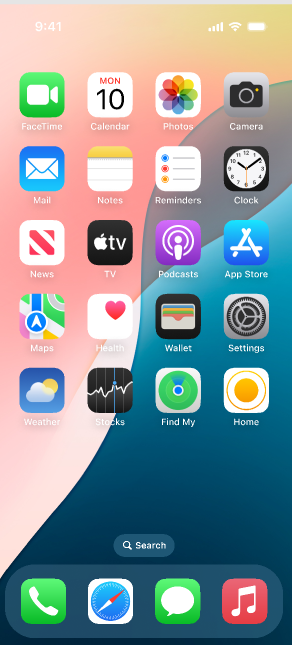 9:41
MON
10
FaceTime Calendar Photos Camera
Mail Notes Reminders Clock
tv
News TV Podcasts App Store
Maps Health Wallet Settings
Weather Stocks Find My Home
Search